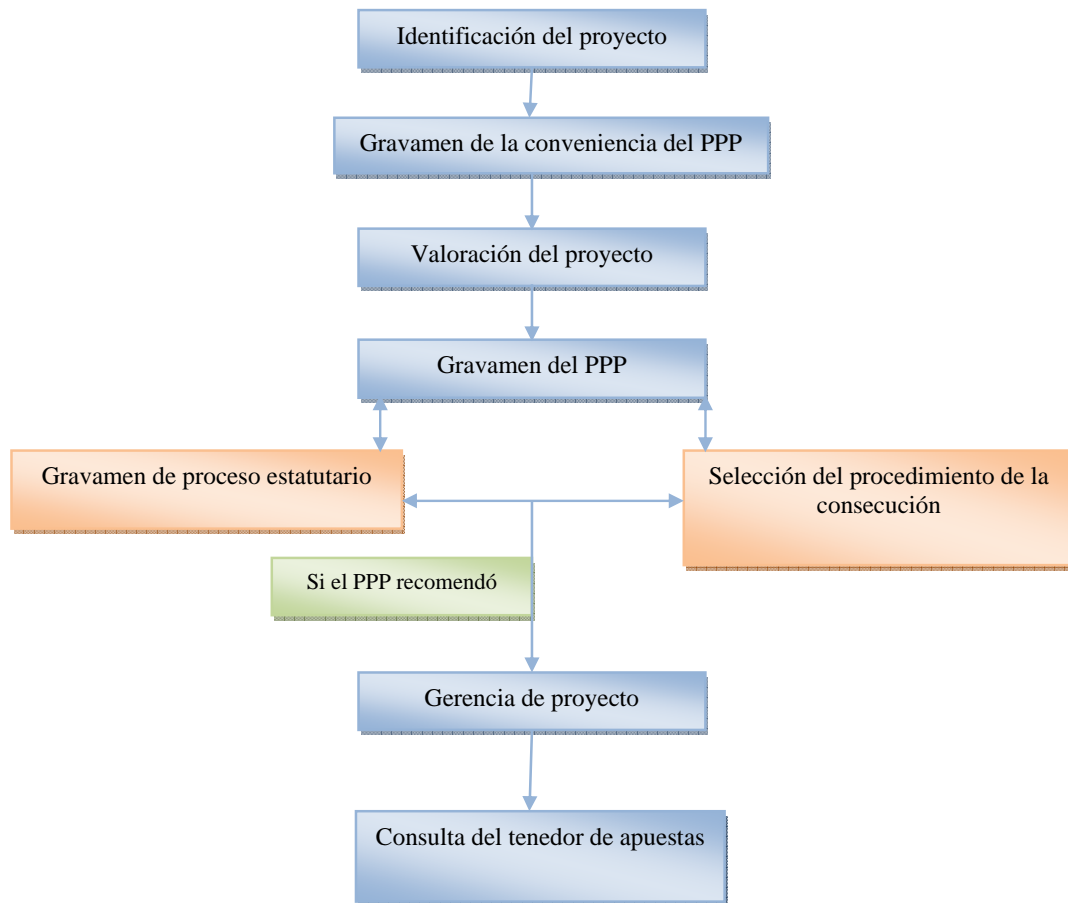 Identificación del proyecto
Gravamen de la conveniencia del PPP
Valoración del proyecto
Gravamen del PPP
Gravamen de proceso estatutario
Selección del procedimiento de la
consecución
Si el PPP recomendó
Gerencia de proyecto
Consulta del tenedor de apuestas